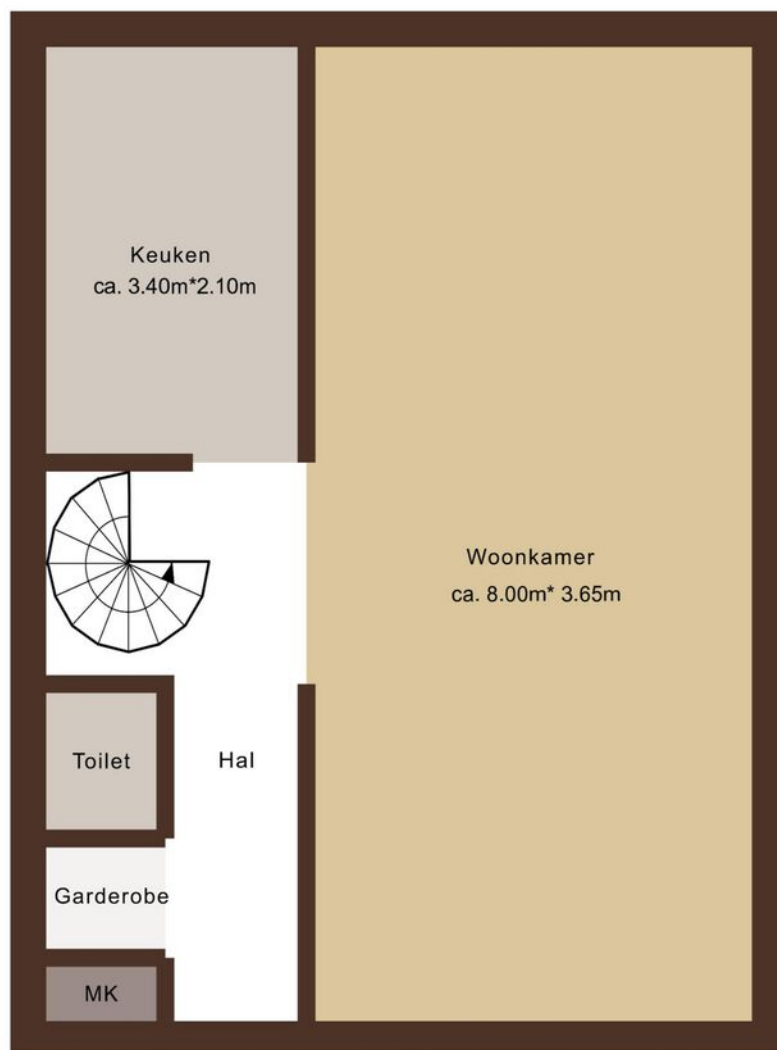 Keuken
ca. 3.40m*2.10m
Woonkamer
ca. 8.00m* 3.65m
Toilet
Hal
Garderobe
MK